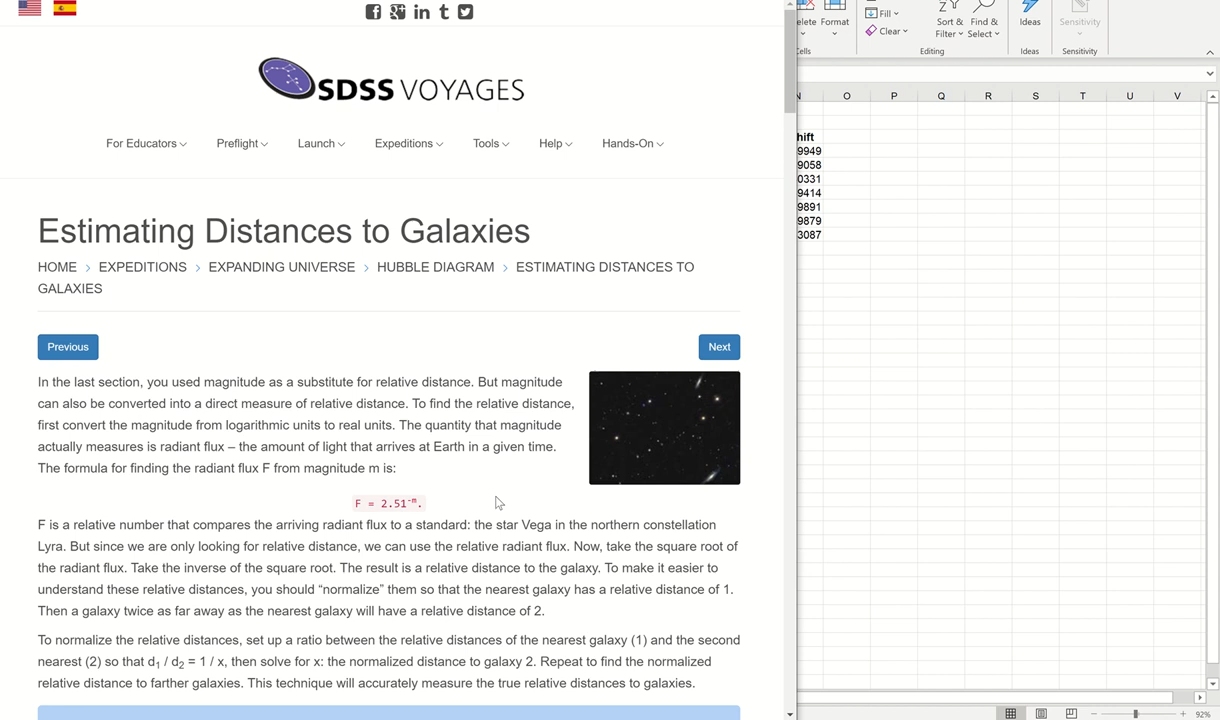 SDSS VOYAGES
For Educators Preflight Launch Expeditions Tools Help Hands-On
Estimating Distances to Galaxies
HOME > EXPEDITIONS > EXPANDING UNIVERSE > HUBBLE DIAGRAM > ESTIMATING DISTANCES TO
GALAXIES
Previous
Next
In the last section, you used magnitude as a substitute for relative distance. But magnitude
can also be converted into a direct measure of relative distance. To find the relative distance,
first convert the magnitude from logarithmic units to real units. The quantity that magnitude
actually measures is radiant flux – the amount of light that arrives at Earth in a given time.
The formula for finding the radiant flux F from magnitude m is:
F = 2.51⁻ᵐ.
F is a relative number that compares the arriving radiant flux to a standard: the star Vega in the northern constellation
Lyra. But since we are only looking for relative distance, we can use the relative radiant flux. Now, take the square root of
the radiant flux. Take the inverse of the square root. The result is a relative distance to the galaxy. To make it easier to
understand these relative distances, you should “normalize” them so that the nearest galaxy has a relative distance of 1.
Then a galaxy twice as far away as the nearest galaxy will have a relative distance of 2.
To normalize the relative distances, set up a ratio between the relative distances of the nearest galaxy (1) and the second
nearest (2) so that d₁ / d₂ = 1 / x, then solve for x: the normalized distance to galaxy 2. Repeat to find the normalized
relative distance to farther galaxies. This technique will accurately measure the true relative distances to galaxies.
elete Format
Fill
Clear
Sort & Filter
Find & Select
Ideas
Sensitivity
Cells Editing Ideas Sensitivity
N O P Q R S T U V
hift
9949
9058
0331
9414
9891
9879
3087
92%